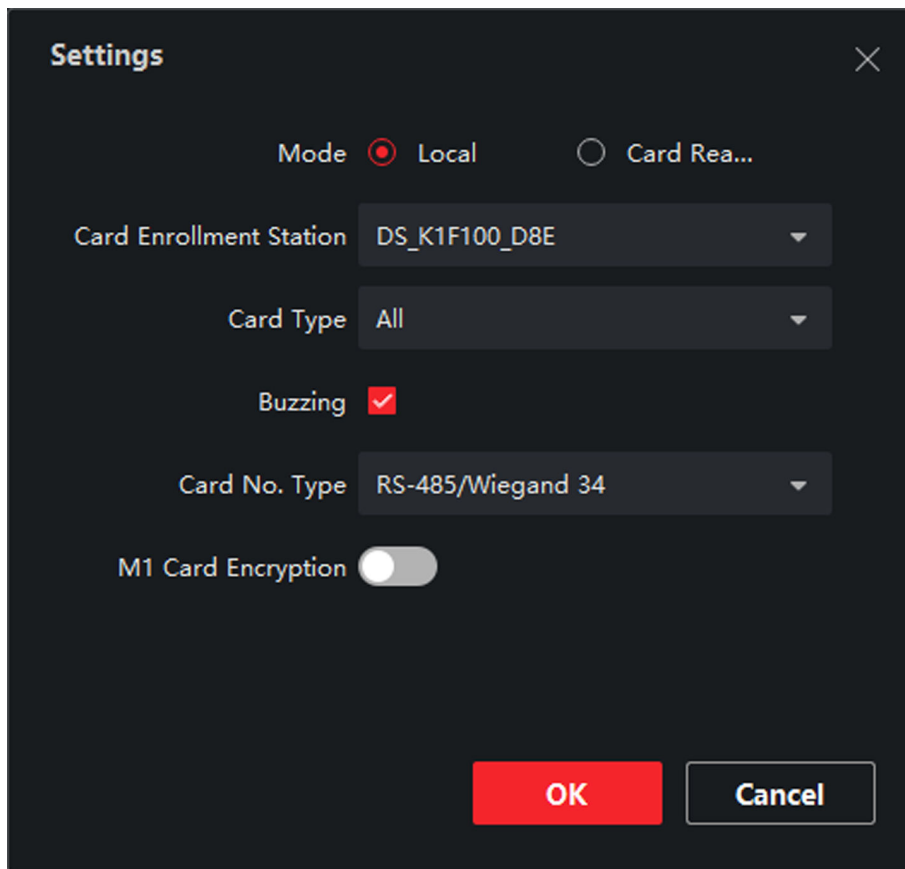 Settings
Mode Local Card Rea...
Card Enrollment Station DS_K1F100_D8E
Card Type All
Buzzing
Card No. Type RS-485/Wiegand 34
M1 Card Encryption
OK Cancel